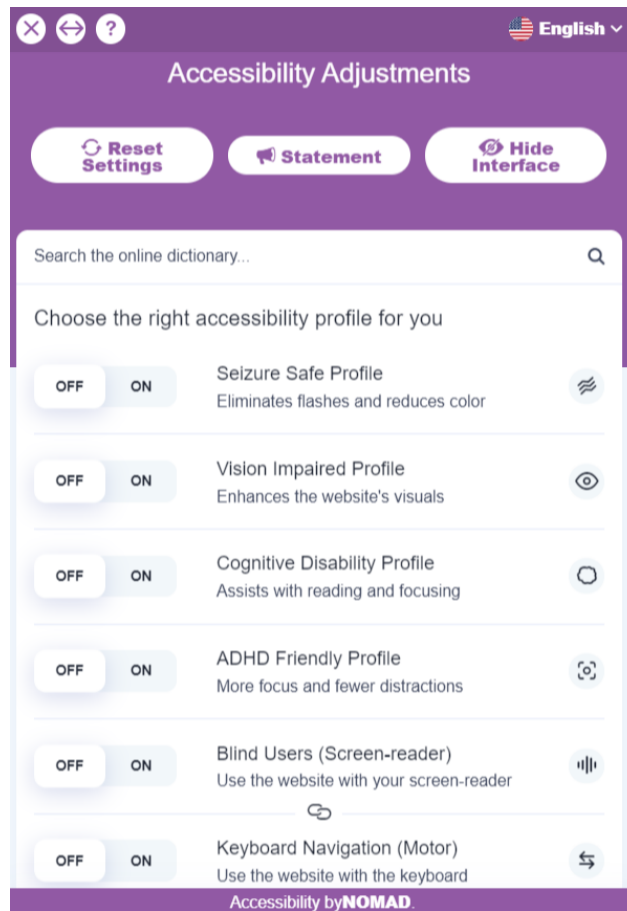 ?
English
Accessibility Adjustments
Reset
Settings
Statement
Hide
Interface
Search the online dictionary...
Choose the right accessibility profile for you
OFF ON
Seizure Safe Profile
Eliminates flashes and reduces color
OFF ON
Vision Impaired Profile
Enhances the website's visuals
OFF ON
Cognitive Disability Profile
Assists with reading and focusing
OFF ON
ADHD Friendly Profile
More focus and fewer distractions
OFF ON
Blind Users (Screen-reader)
Use the website with your screen-reader
OFF ON
Keyboard Navigation (Motor)
Use the website with the keyboard
Accessibility byNOMAD.